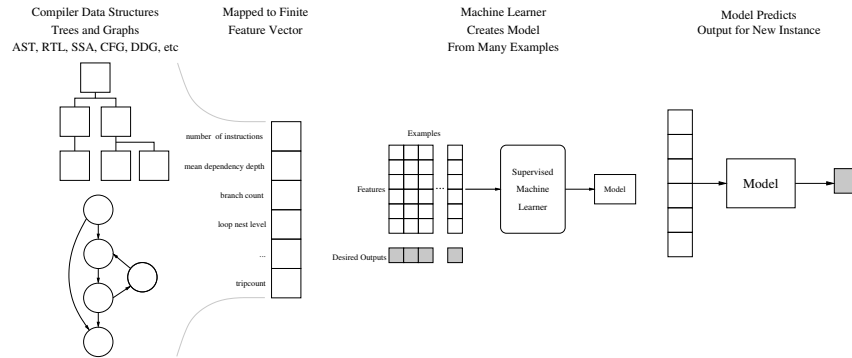 Compiler Data Structures
Trees and Graphs
AST, RTL, SSA, CFG, DDG, etc
Mapped to Finite
Feature Vector
number of instructions
mean dependency depth
branch count
loop nest level
...
tripcount
Machine Learner
Creates Model
From Many Examples
Examples
Features
...
Desired Outputs
Supervised
Machine
Learner
Model
Model Predicts
Output for New Instance
Model